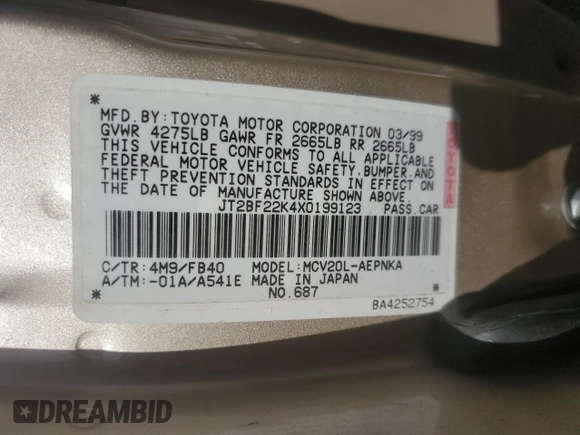 MFD.BY:TOYOTA MOTOR CORPORATION 03/99
GVWR 4275LB GAWR FR 2665LB RR 2665LB
THIS VEHICLE CONFORMS TO ALL APPLICABLE
FEDERAL MOTOR VEHICLE SAFETY,BUMPER,AND
THEFT PREVENTION STANDARDS IN EFFECT ON
THE DATE OF MANUFACTURE SHOWN ABOVE.
JT2BF22K4X0199123 PASS.CAR
TOYOTA
C/TR:4M9/FB40 MODEL:MCV20L-AEPNKA
A/TM:-01A/A541E MADE IN JAPAN
NO.687
BA4252754
DREAMBID